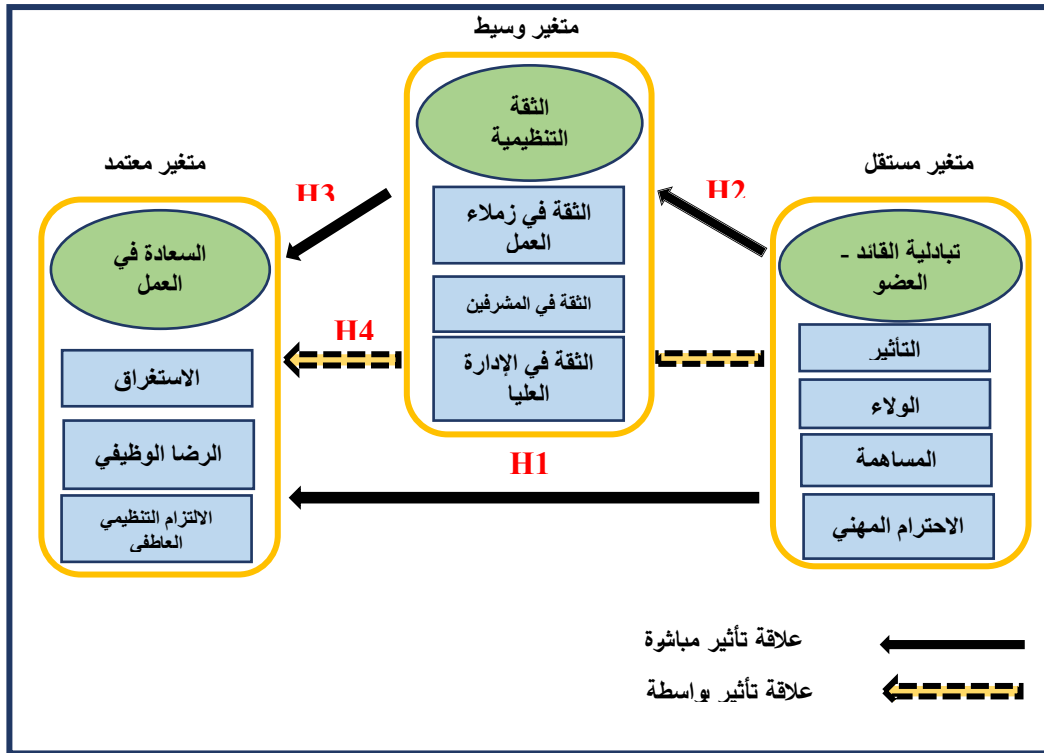 متغير وسيط
الثقة
التنظيمية
الثقة في زملاء
العمل
الثقة في المشرفين
الثقة في الإدارة
العليا
متغير مستقل
تبادلية القائد -
العضو
التأثير
الولاء
المساهمة
الاحترام المهني
متغير معتمد
السعادة في
العمل
الاستغراق
الرضا الوظيفي
الالتزام التنظيمي
العاطفي
H2
H3
H4
H1
علاقة تأثير مباشرة
علاقة تأثير بواسطة